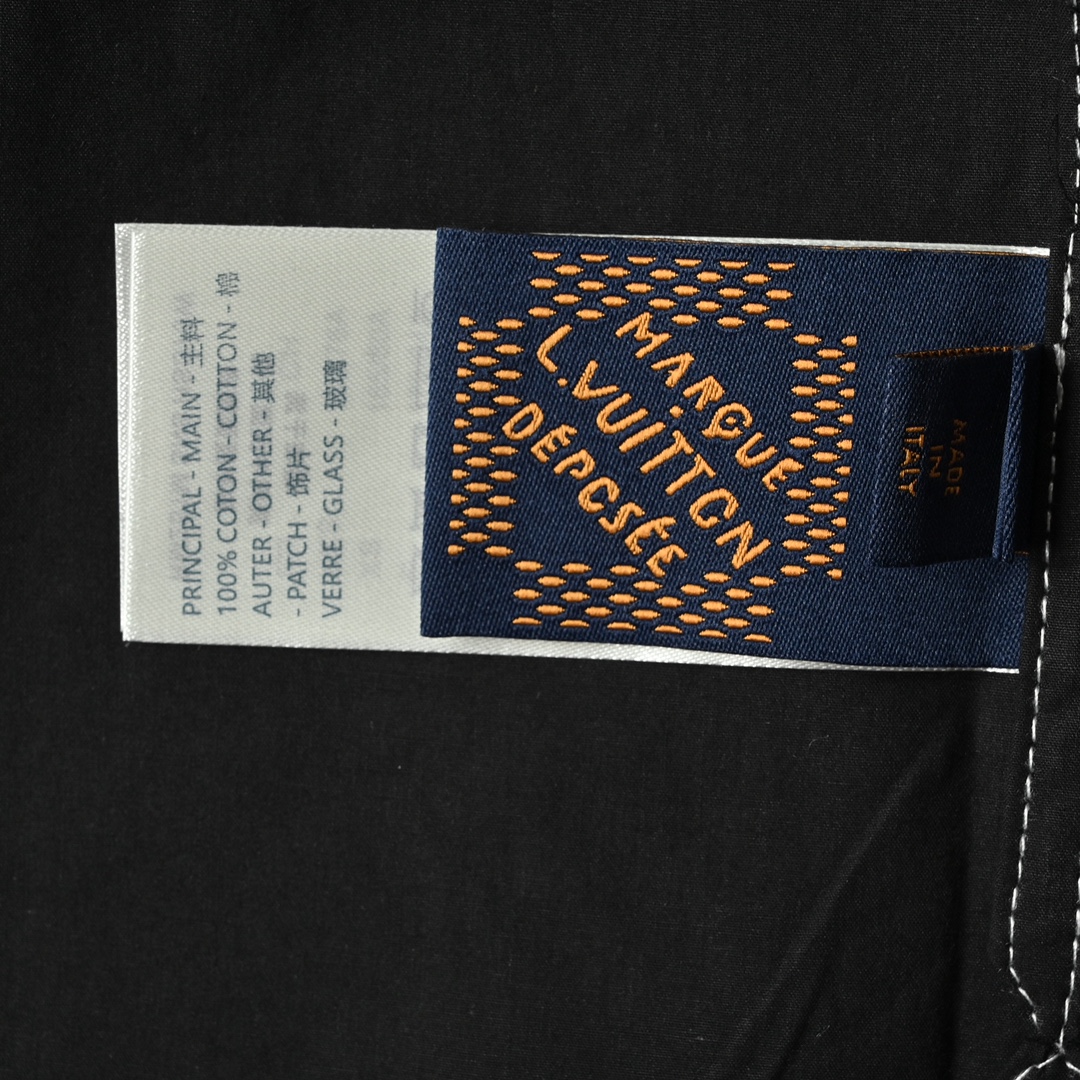 PRINCIPAL - MAIN - 主料
100% COTON - COTTON - 棉
AUTER - OTHER - 其他
- PATCH - 饰片
VERRE - GLASS - 玻璃
MARQUE
L.VUITTON
DÉPOSÉE
MADE
IN
ITALY